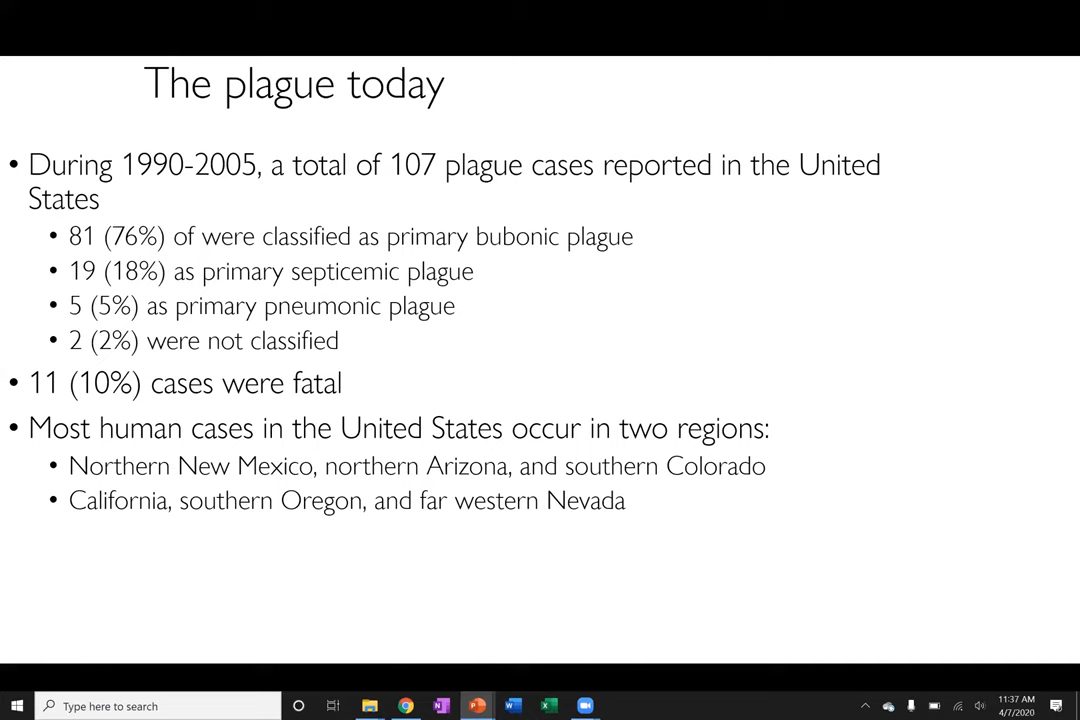 The plague today
• During 1990-2005, a total of 107 plague cases reported in the United
States
• 81 (76%) of were classified as primary bubonic plague
• 19 (18%) as primary septicemic plague
• 5 (5%) as primary pneumonic plague
• 2 (2%) were not classified
• 11 (10%) cases were fatal
• Most human cases in the United States occur in two regions:
• Northern New Mexico, northern Arizona, and southern Colorado
• California, southern Oregon, and far western Nevada
Type here to search
11:37 AM
4/7/2020